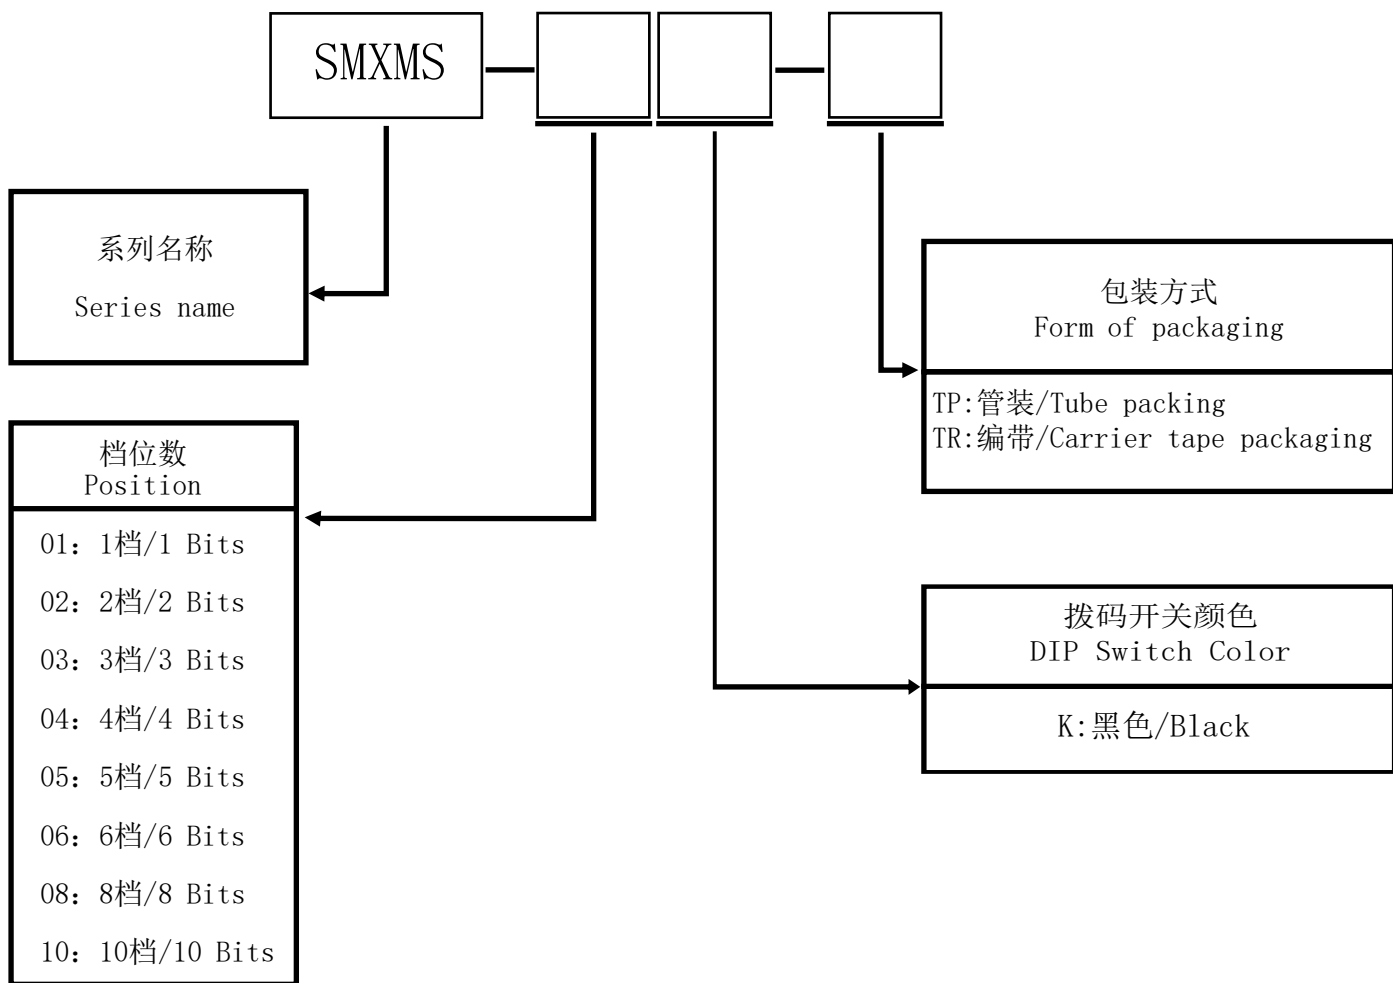 SMXMS
系列名称
Series name
档位数
Position
01：1档/1 Bits
02：2档/2 Bits
03：3档/3 Bits
04：4档/4 Bits
05：5档/5 Bits
06：6档/6 Bits
08：8档/8 Bits
10：10档/10 Bits
包装方式
Form of packaging
TP:管装/Tube packing
TR:编带/Carrier tape packaging
拨码开关颜色
DIP Switch Color
K:黑色/Black